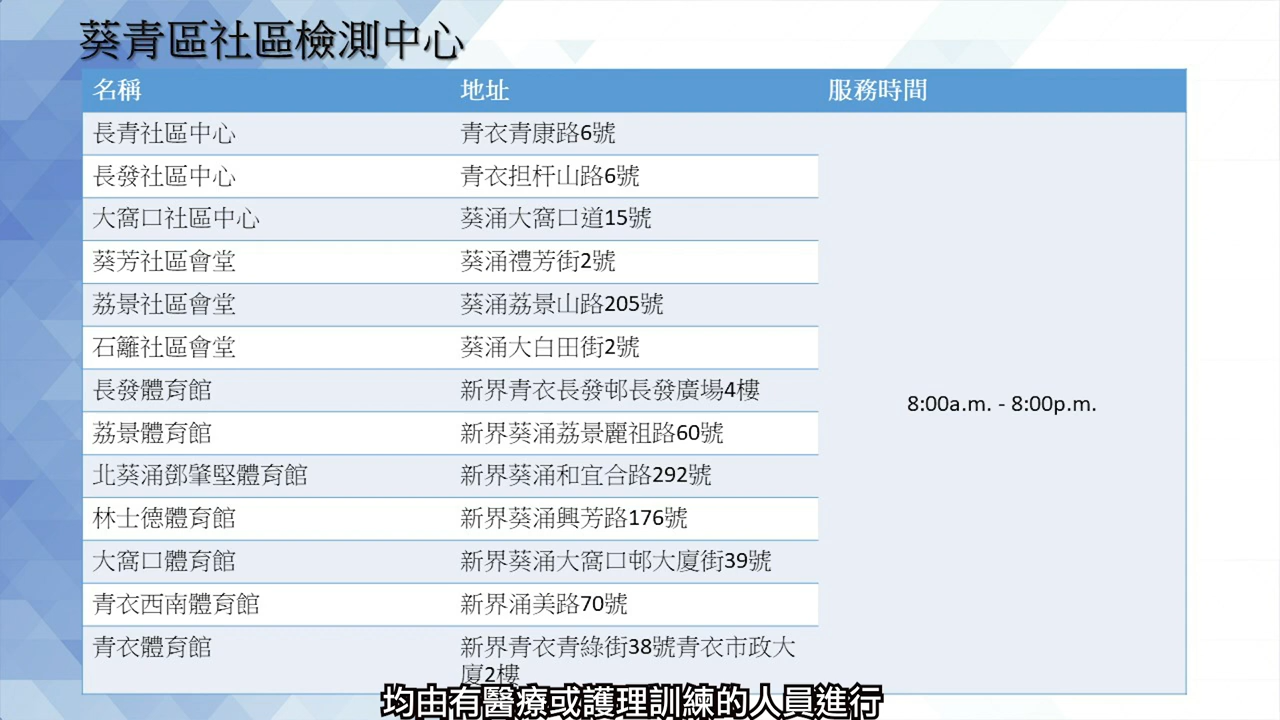 葵青區社區檢測中心
名稱 地址 服務時間
長青社區中心 青衣青康路6號
長發社區中心 青衣担杆山路6號
大窩口社區中心 葵涌大窩口道15號
葵芳社區會堂 葵涌禮芳街2號
荔景社區會堂 葵涌荔景山路205號
石籬社區會堂 葵涌大白田街2號
長發體育館 新界青衣長發邨長發廣場4樓
8:00a.m. - 8:00p.m.
荔景體育館 新界葵涌荔景麗祖路60號
北葵涌鄧肇堅體育館 新界葵涌和宜合路292號
林士德體育館 新界葵涌興芳路176號
大窩口體育館 新界葵涌大窩口邨大廈街39號
青衣西南體育館 新界涌美路70號
青衣體育館 新界青衣青綠街38號青衣市政大
廈2樓
均由有醫療或護理訓練的人員進行